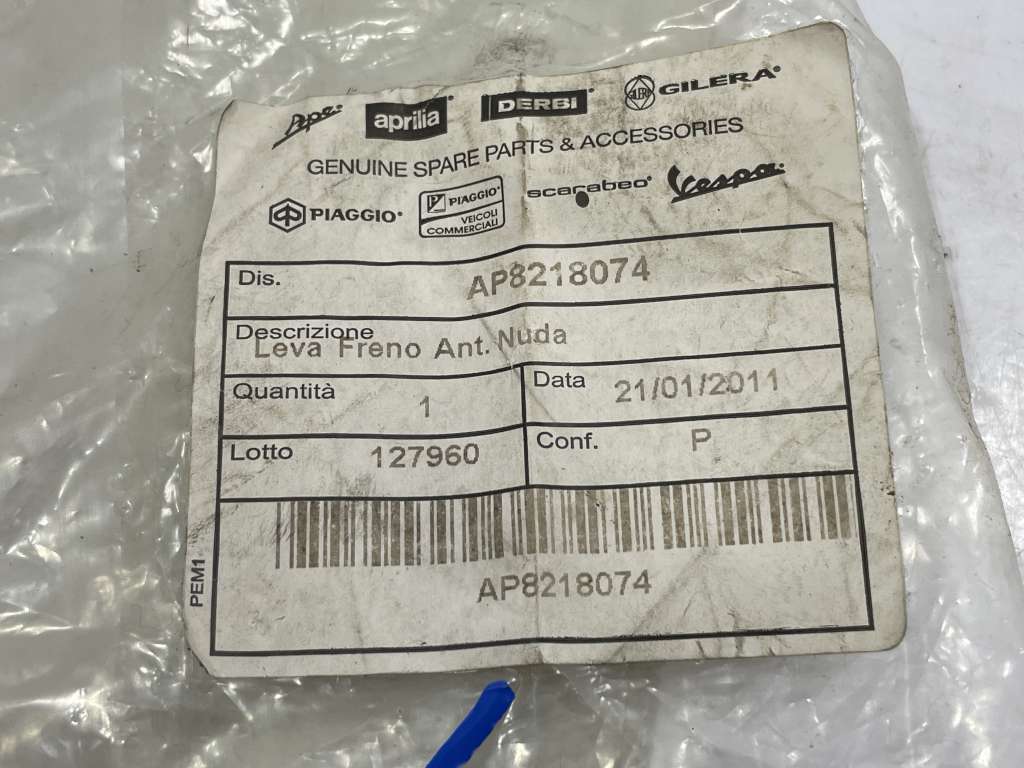 Ape
aprilia
DERBI
GILERA
GENUINE SPARE PARTS & ACCESSORIES
PIAGGIO
PIAGGIO
VEICOLI
COMMERCIALI
scarabeo
Vespa
Dis. AP8218074
Descrizione
Leva Freno Ant. Nuda
Quantità 1
Data 21/01/2011
Lotto 127960
Conf. P
AP8218074
PEM1